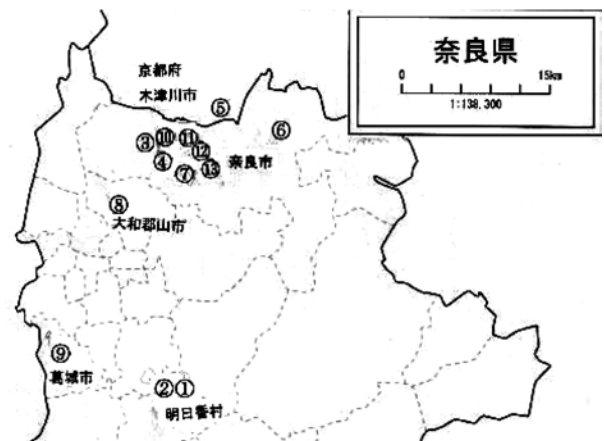 奈良県
0 15km
1:138,300
京都府
木津川市
⑤
⑥
③ ⑩ ⑪
⑫
④ ⑦ ⑬
奈良市
⑧
大和郡山市
⑨
葛城市
② ①
明日香村